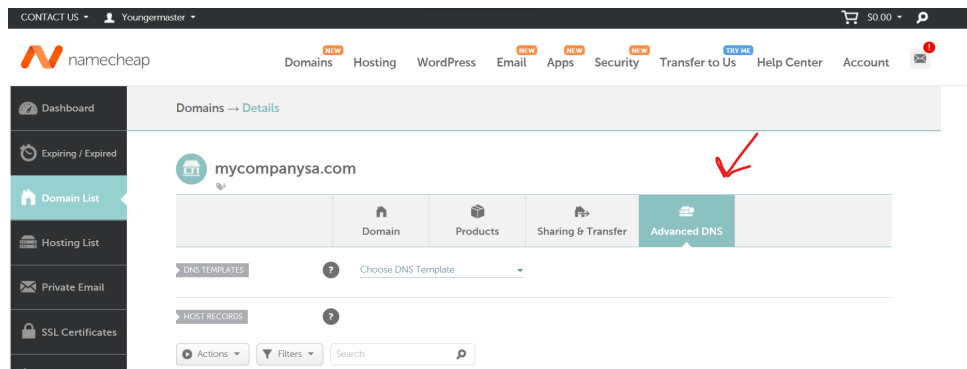 CONTACT US Youngermaster $0.00
NEW NEW NEW NEW TRY ME
namecheap Domains Hosting WordPress Email Apps Security Transfer to Us Help Center Account !
Dashboard
Domains → Details
Expiring / Expired
mycompanysa.com
Domain List
Domain Products Sharing & Transfer Advanced DNS
Hosting List
DNS TEMPLATES ? Choose DNS Template
Private Email
HOST RECORDS ?
SSL Certificates
Actions Filters Search